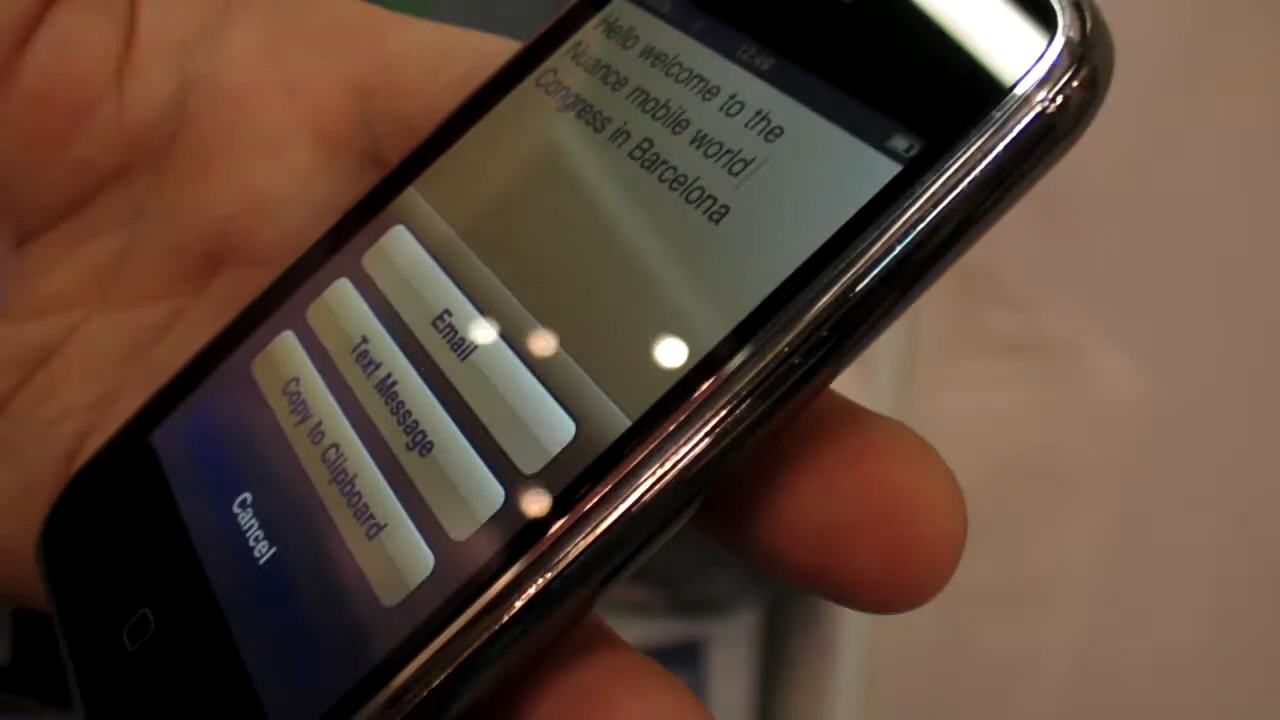 Hello welcome to the
Nuance mobile world
Congress in Barcelona
Email
Text Message
Copy to Clipboard
Cancel